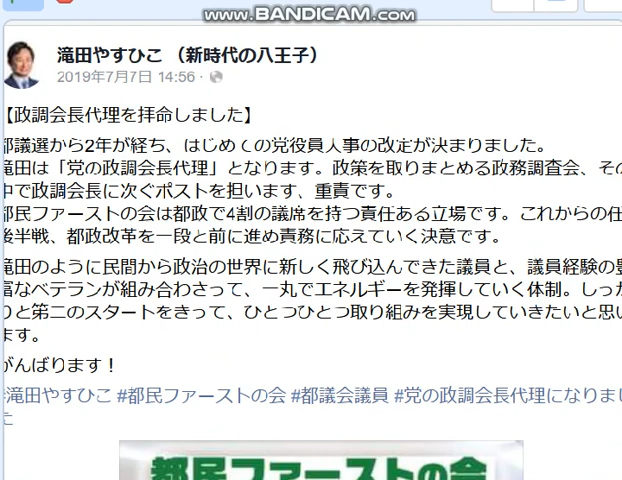 www.BANDICAM.com
滝田やすひこ （新時代の八王子）
2019年7月7日 14:56 ·
【政調会長代理を拝命しました】
都議選から2年が経ち、はじめての党役員人事の改定が決まりました。
滝田は「党の政調会長代理」となります。政策を取りまとめる政務調査会、その
中で政調会長に次ぐポストを担います、重責です。
都民ファーストの会は都政で4割の議席を持つ責任ある立場です。これからの任
後半戦、都政改革を一段と前に進め責務に応えていく決意です。
滝田のように民間から政治の世界に新しく飛び込んできた議員と、議員経験の豊
富なベテランが組み合わさって、一丸でエネルギーを発揮していく体制。しっか
りと第二のスタートをきって、ひとつひとつ取り組みを実現していきたいと思い
ます。
がんばります！
#滝田やすひこ #都民ファーストの会 #都議会議員 #党の政調会長代理になりまし
た
都民ファーストの会